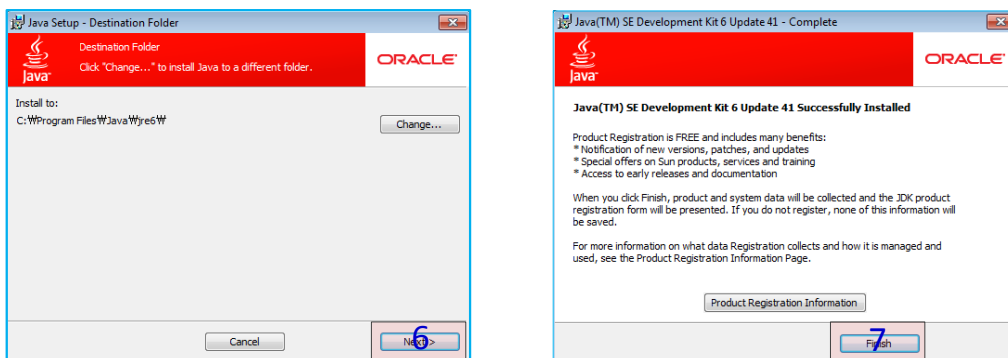 Java Setup - Destination Folder
Java
Destination Folder
Click "Change..." to install Java to a different folder.
ORACLE
Install to:
C:₩Program Files₩Java₩jre6₩
Change...
Cancel
Next >
6
Java(TM) SE Development Kit 6 Update 41 - Complete
Java
ORACLE
Java(TM) SE Development Kit 6 Update 41 Successfully Installed
Product Registration is FREE and includes many benefits:
* Notification of new versions, patches, and updates
* Special offers on Sun products, services and training
* Access to early releases and documentation
When you click Finish, product and system data will be collected and the JDK product
registration form will be presented. If you do not register, none of this information will
be saved.
For more information on what data Registration collects and how it is managed and
used, see the Product Registration Information Page.
Product Registration Information
Finish
7